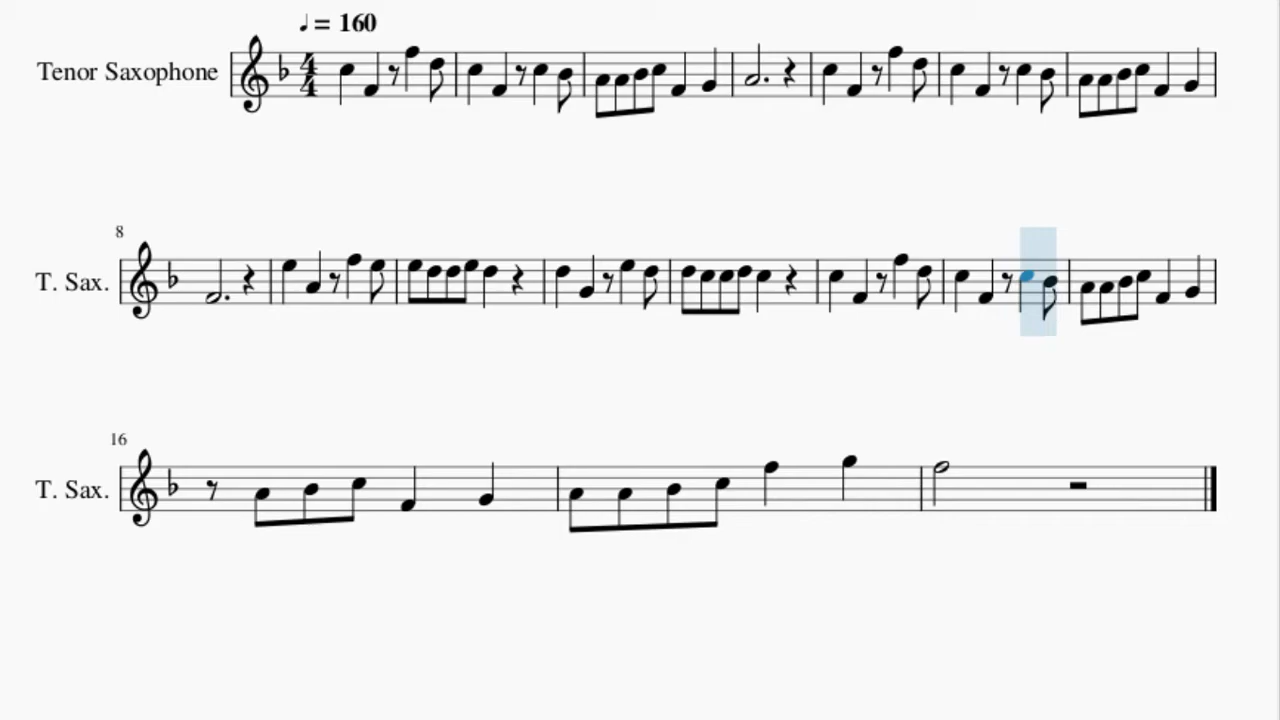 ♩ = 160
Tenor Saxophone
4
4
8
T. Sax.
16
T. Sax.